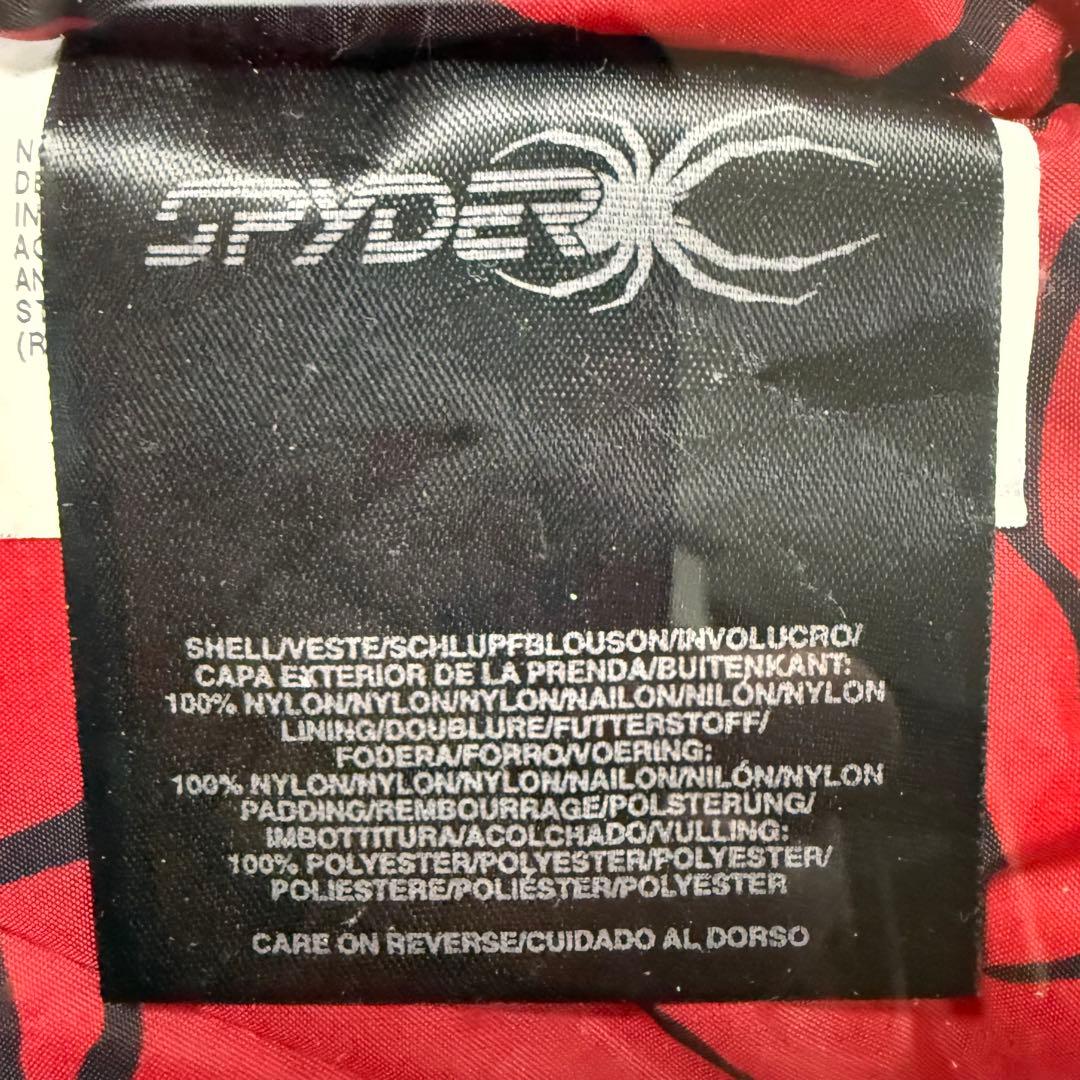 SPYDER
SHELL/VESTE/SCHLUPFBLOUSON/INVOLUCRO/
CAPA EXTERIOR DE LA PRENDA/BUITENKANT:
100% NYLON/NYLON/NYLON/NAILON/NILÓN/NYLON
LINING/DOUBLURE/FUTTERSTOFF/
FODERA/FORRO/VOERING:
100% NYLON/NYLON/NYLON/NAILON/NILÓN/NYLON
PADDING/REMBOURRAGE/POLSTERUNG/
IMBOTTITURA/ACOLCHADO/VULLING:
100% POLYESTER/POLYESTER/POLYESTER/
POLIESTERE/POLIÉSTER/POLYESTER
CARE ON REVERSE/CUIDADO AL DORSO